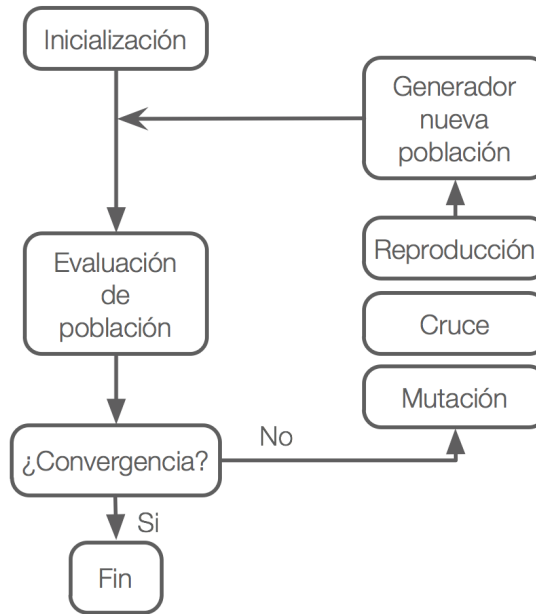 Inicialización
Generador
nueva
población
Reproducción
Evaluación
de
población
Cruce
Mutación
¿Convergencia?
No
Si
Fin